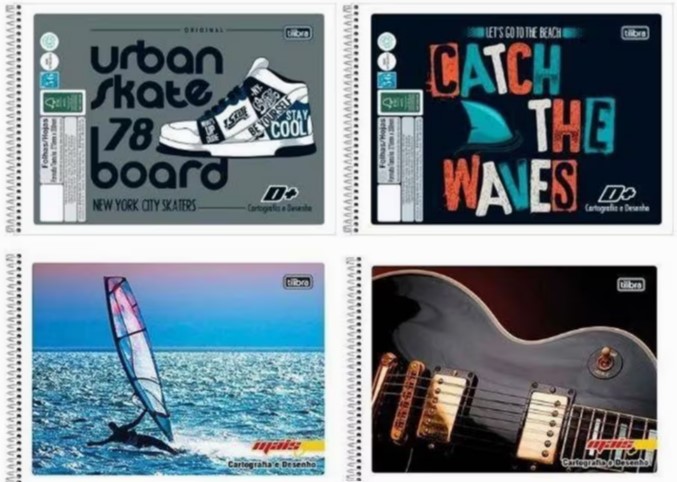 ORIGINAL
tilibra
urban
skate
78
board
NEW YORK CITY SKATERS
STAY
COOL
D+
Cartografia e Desenho
Folhas/Hojas
LET'S GO TO THE BEACH
tilibra
CATCH
THE
WAVES
D+
Cartografia e Desenho
Folhas/Hojas
tilibra
mais
Cartografia e Desenho
tilibra
mais
Cartografia e Desenho